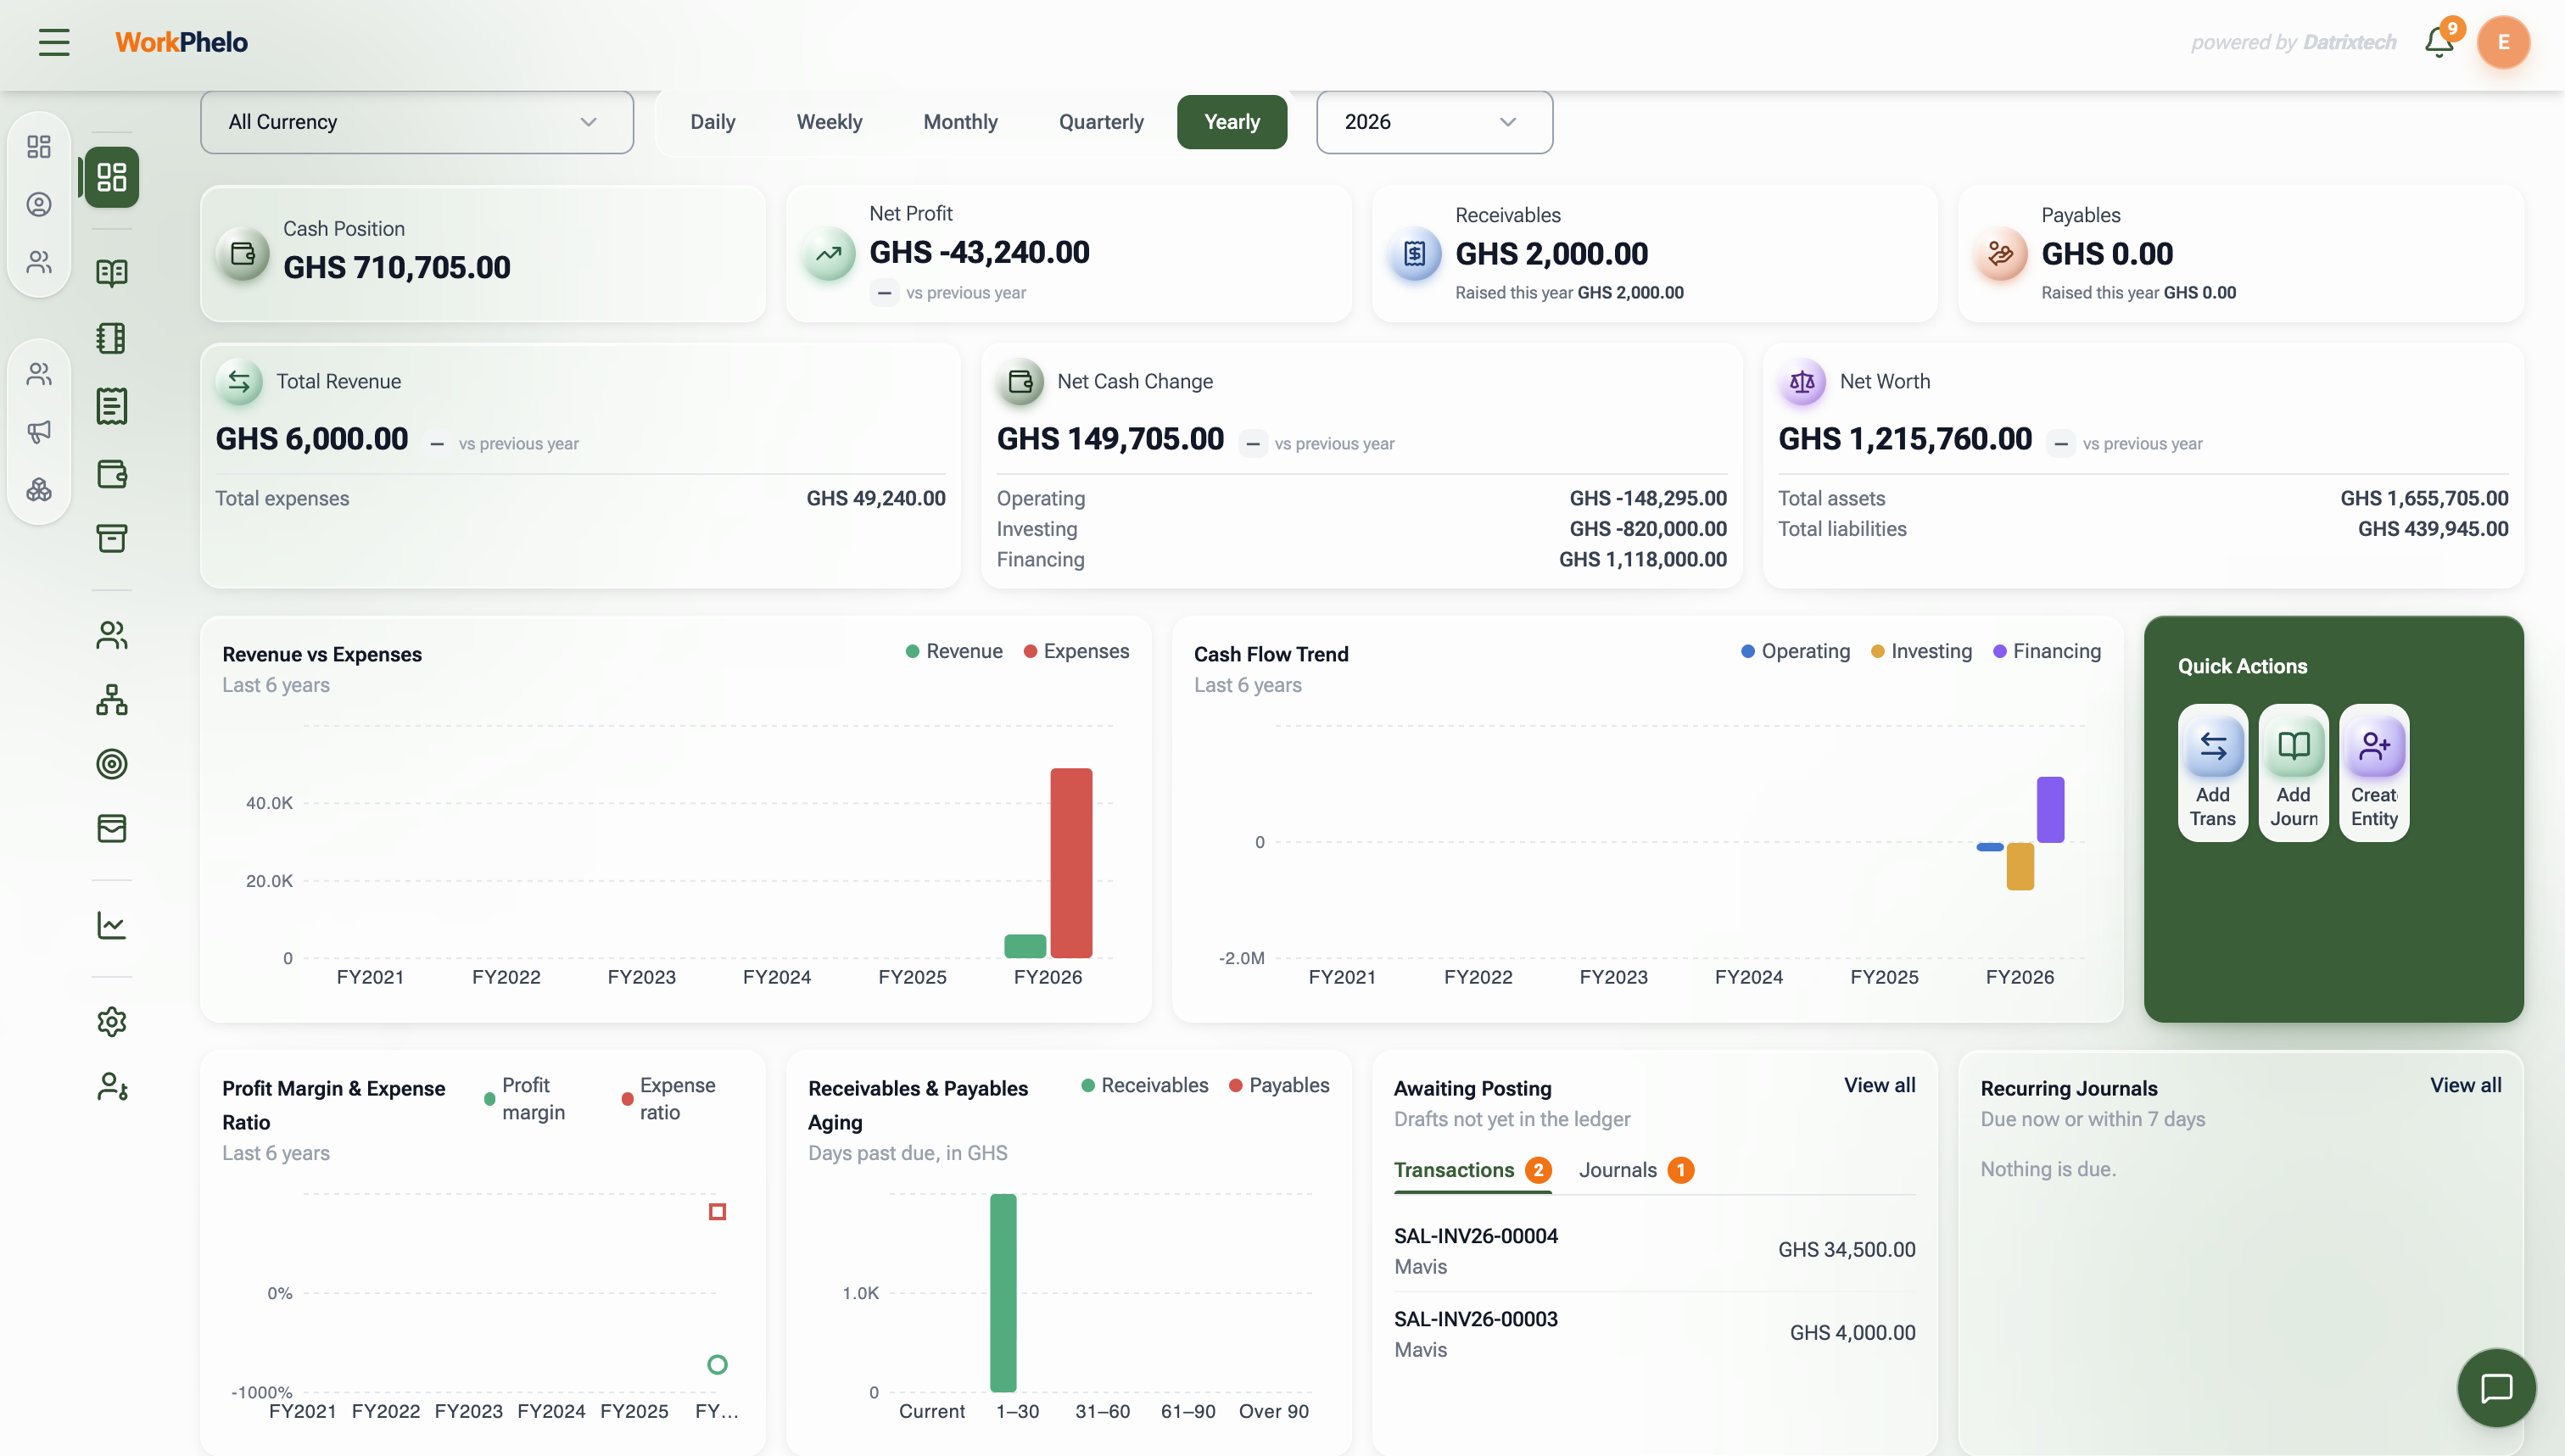 WorkPhelo
powered by Datrixtech
9
E
All Currency
Daily
Weekly
Monthly
Quarterly
Yearly
2026
Cash Position
GHS 710,705.00
Net Profit
GHS -43,240.00
– vs previous year
Receivables
GHS 2,000.00
Raised this year GHS 2,000.00
Payables
GHS 0.00
Raised this year GHS 0.00
Total Revenue
GHS 6,000.00 – vs previous year
Total expenses GHS 49,240.00
Net Cash Change
GHS 149,705.00 – vs previous year
Operating GHS -148,295.00
Investing GHS -820,000.00
Financing GHS 1,118,000.00
Net Worth
GHS 1,215,760.00 – vs previous year
Total assets GHS 1,655,705.00
Total liabilities GHS 439,945.00
Revenue vs Expenses
Last 6 years
Revenue
Expenses
40.0K
20.0K
0
FY2021 FY2022 FY2023 FY2024 FY2025 FY2026
Cash Flow Trend
Last 6 years
Operating
Investing
Financing
0
-2.0M
FY2021 FY2022 FY2023 FY2024 FY2025 FY2026
Quick Actions
Add
Trans
Add
Journ
Creat
Entity
Profit Margin & Expense
Ratio
Last 6 years
Profit
margin
Expense
ratio
0%
-1000%
FY2021 FY2022 FY2023 FY2024 FY2025 FY...
Receivables & Payables
Aging
Days past due, in GHS
Receivables
Payables
1.0K
0
Current 1–30 31–60 61–90 Over 90
Awaiting Posting
View all
Drafts not yet in the ledger
Transactions 2
Journals 1
SAL-INV26-00004
Mavis
GHS 34,500.00
SAL-INV26-00003
Mavis
GHS 4,000.00
Recurring Journals
View all
Due now or within 7 days
Nothing is due.